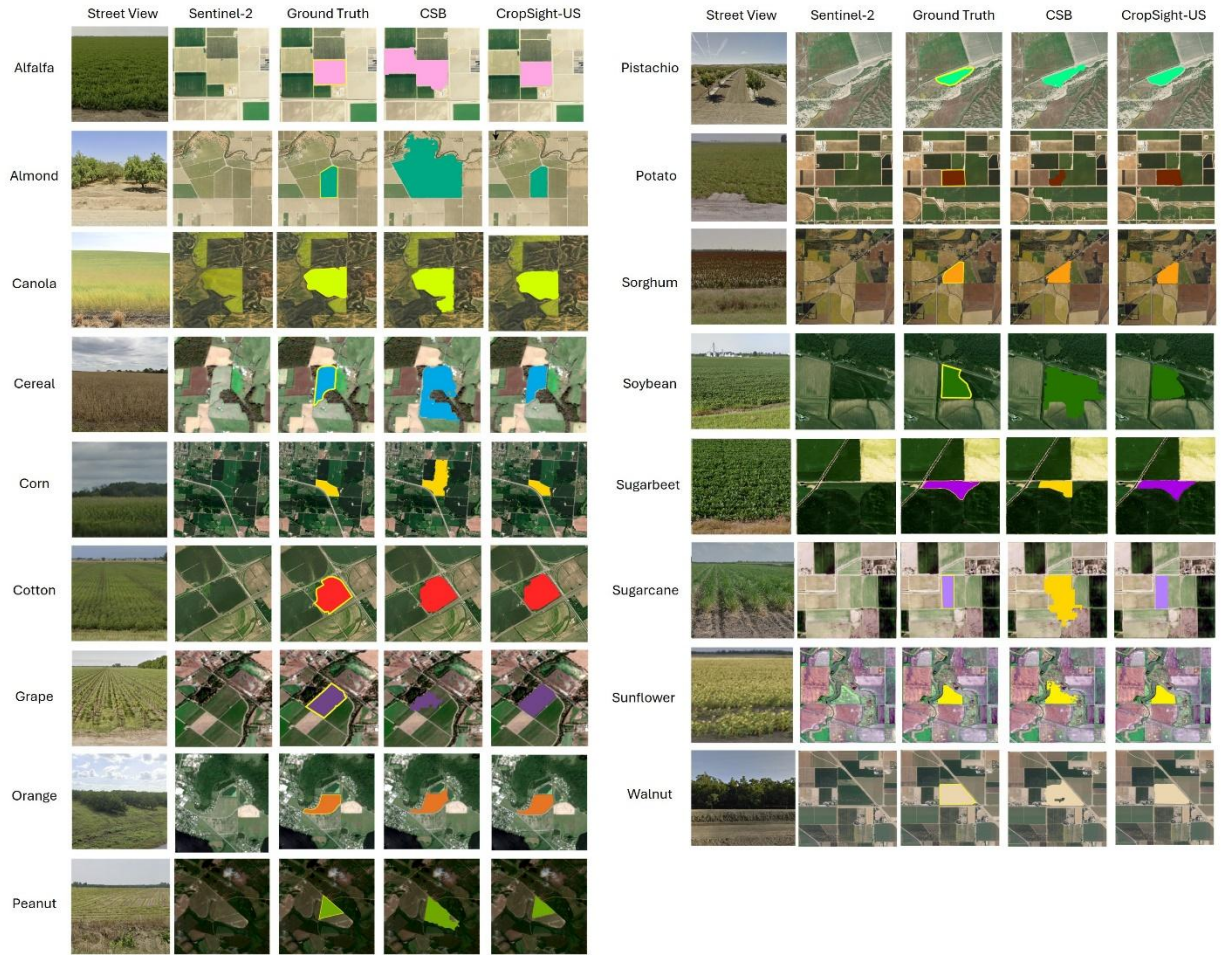 Street View Sentinel-2 Ground Truth CSB CropSight-US
Alfalfa
Almond
Canola
Cereal
Corn
Cotton
Grape
Orange
Peanut
Street View Sentinel-2 Ground Truth CSB CropSight-US
Pistachio
Potato
Sorghum
Soybean
Sugarbeet
Sugarcane
Sunflower
Walnut